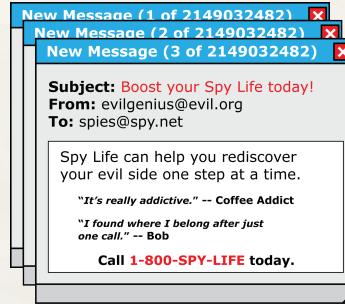 New Message (1 of 2149032482)
New Message (2 of 2149032482)
New Message (3 of 2149032482)
Subject: Boost your Spy Life today!
From: evilgenius@evil.org
To: spies@spy.net
Spy Life can help you rediscover
your evil side one step at a time.
“It’s really addictive.” -- Coffee Addict
“I found where I belong after just
one call.” -- Bob
Call 1-800-SPY-LIFE today.